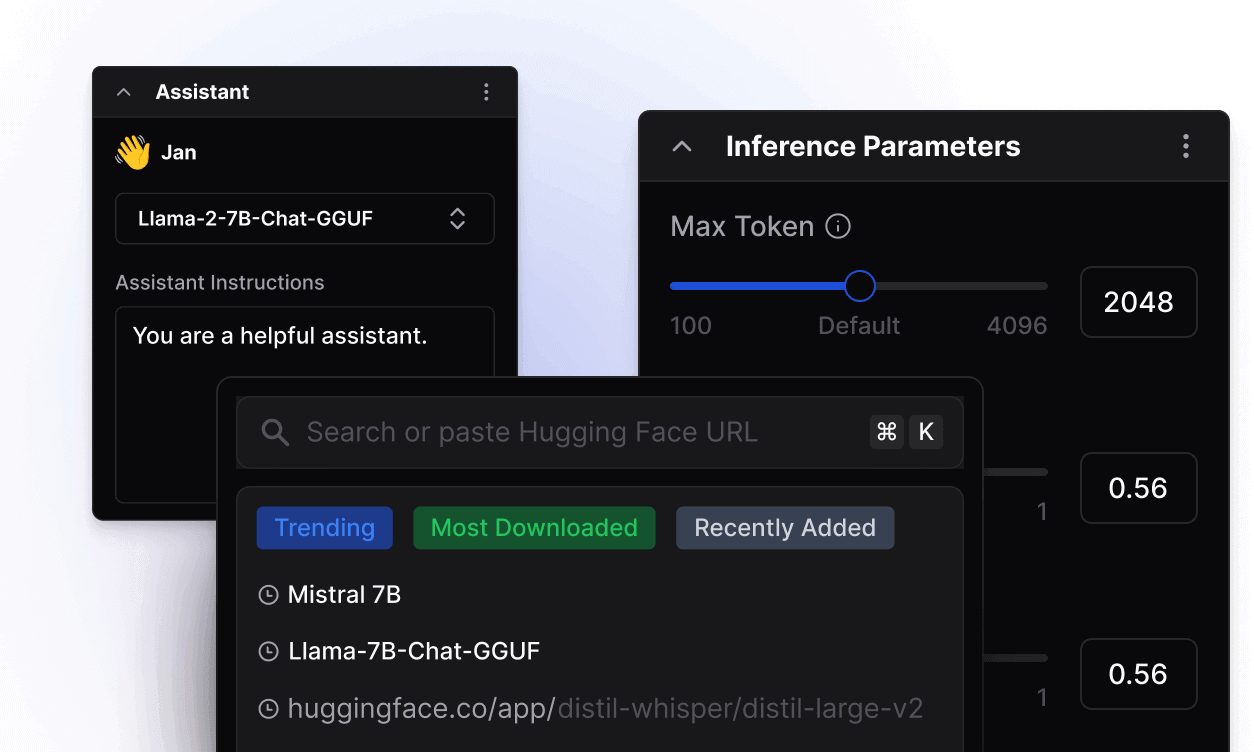 Assistant
👋 Jan
Llama-2-7B-Chat-GGUF
Assistant Instructions
You are a helpful assistant.
Inference Parameters
Max Token
100 Default 4096
2048
0.56
1
0.56
1
Search or paste Hugging Face URL ⌘ K
Trending Most Downloaded Recently Added
Mistral 7B
Llama-7B-Chat-GGUF
huggingface.co/app/distil-whisper/distil-large-v2